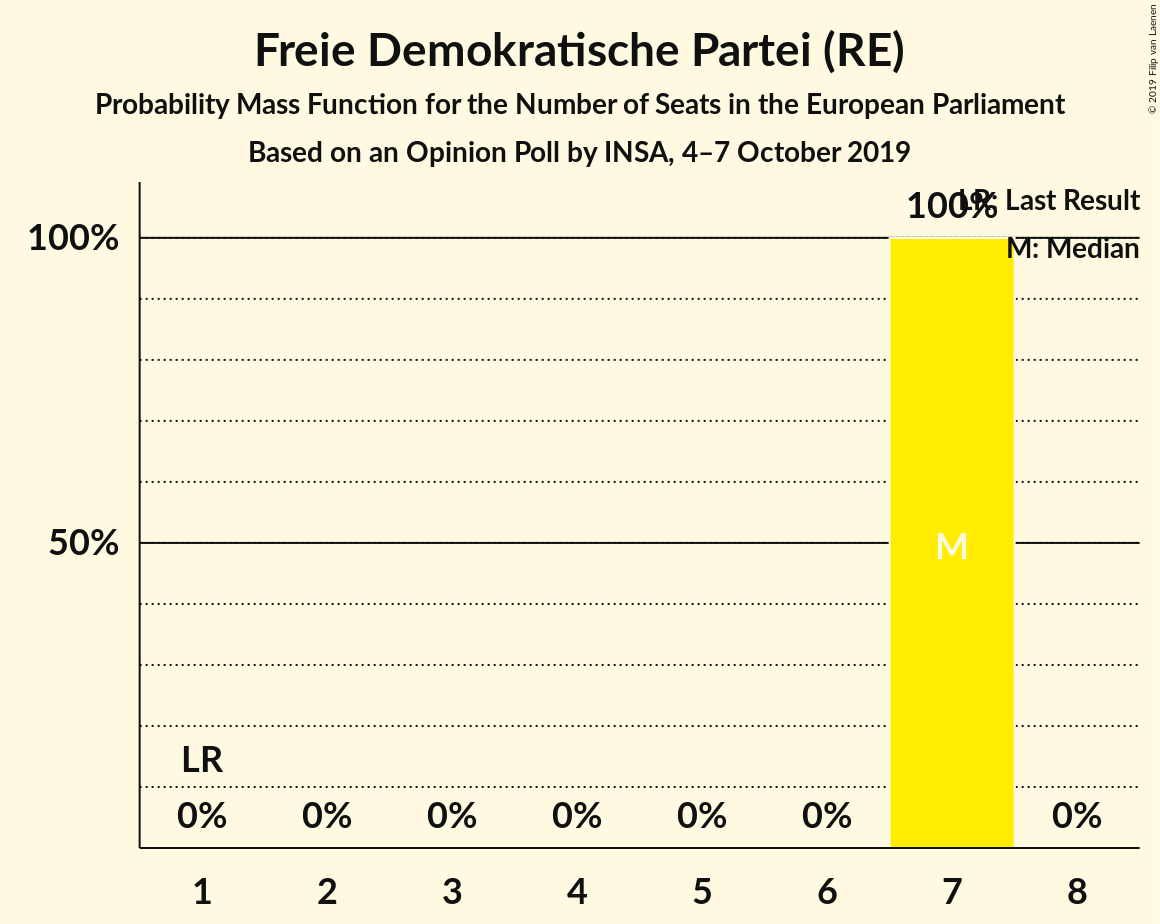 Freie Demokratische Partei (RE)
Probability Mass Function for the Number of Seats in the European Parliament
Based on an Opinion Poll by INSA, 4–7 October 2019
© 2019 Filip van Laenen
100%
LR: Last Result
100%
M: Median
50%
M
LR
0% 0% 0% 0% 0% 0% 0%
1 2 3 4 5 6 7 8